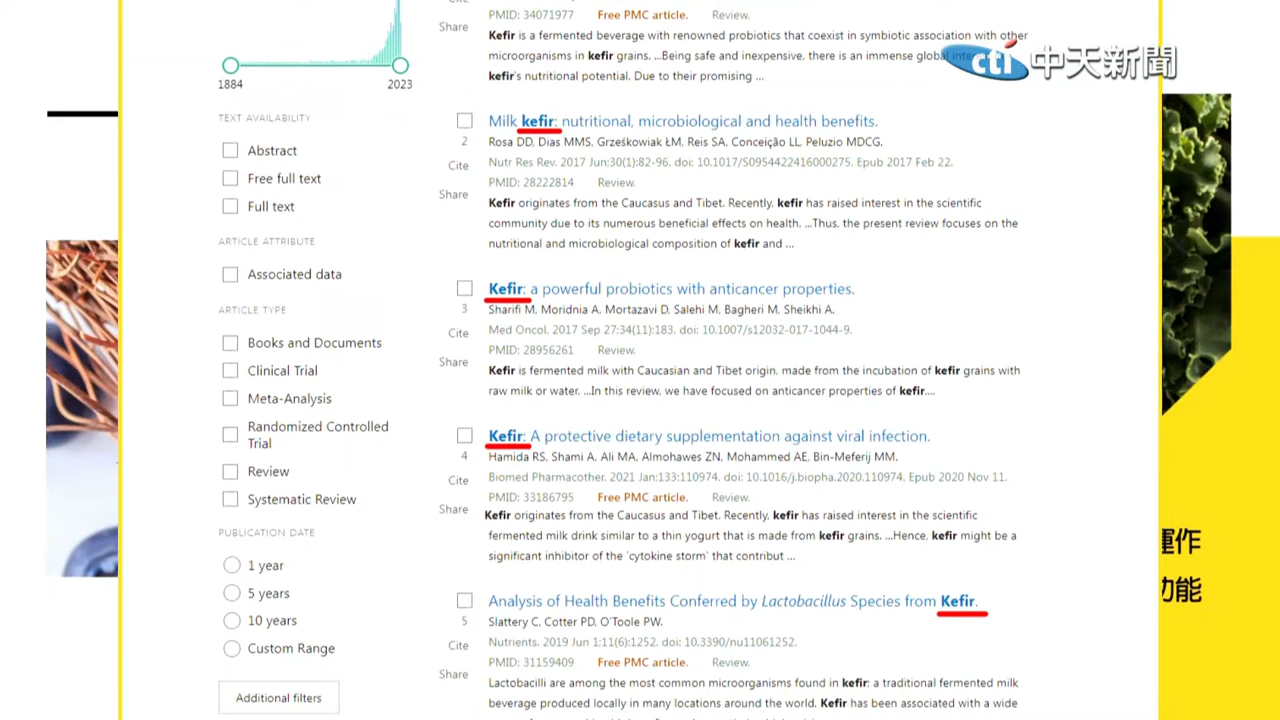 Share
PMID: 34071977 Free PMC article. Review.
Kefir is a fermented beverage with renowned probiotics that coexist in symbiotic association with other
microorganisms in kefir grains. ...Being safe and inexpensive, there is an immense global
kefir's nutritional potential. Due to their promising ...
cti 中天新聞
1884 2023
TEXT AVAILABILITY
Abstract
Free full text
Full text
ARTICLE ATTRIBUTE
Associated data
ARTICLE TYPE
Books and Documents
Clinical Trial
Meta-Analysis
Randomized Controlled
Trial
Review
Systematic Review
PUBLICATION DATE
1 year
5 years
10 years
Custom Range
Additional filters
Milk kefir: nutritional, microbiological and health benefits.
2
Cite
Share
Rosa DD, Dias MMS, Grześkowiak ŁM, Reis SA, Conceição LL, Peluzio MDCG.
Nutr Res Rev. 2017 Jun;30(1):82-96. doi: 10.1017/S0954422416000275. Epub 2017 Feb 22.
PMID: 28222814 Review.
Kefir originates from the Caucasus and Tibet. Recently, kefir has raised interest in the scientific
community due to its numerous beneficial effects on health. ...Thus, the present review focuses on the
nutritional and microbiological composition of kefir and ...
Kefir: a powerful probiotics with anticancer properties.
3
Cite
Share
Sharifi M, Moridnia A, Mortazavi D, Salehi M, Bagheri M, Sheikhi A.
Med Oncol. 2017 Sep 27;34(11):183. doi: 10.1007/s12032-017-1044-9.
PMID: 28956261 Review.
Kefir is fermented milk with Caucasian and Tibet origin, made from the incubation of kefir grains with
raw milk or water. ...In this review, we have focused on anticancer properties of kefir....
Kefir: A protective dietary supplementation against viral infection.
4
Cite
Share
Hamida RS, Shami A, Ali MA, Almohawes ZN, Mohammed AE, Bin-Meferij MM.
Biomed Pharmacother. 2021 Jan;133:110974. doi: 10.1016/j.biopha.2020.110974. Epub 2020 Nov 11.
PMID: 33186795 Free PMC article. Review.
Kefir originates from the Caucasus and Tibet. Recently, kefir has raised interest in the scientific
fermented milk drink similar to a thin yogurt that is made from kefir grains. ...Hence, kefir might be a
significant inhibitor of the 'cytokine storm' that contribut ...
Analysis of Health Benefits Conferred by Lactobacillus Species from Kefir.
5
Cite
Share
Slattery C, Cotter PD, O'Toole PW.
Nutrients. 2019 Jun 1;11(6):1252. doi: 10.3390/nu11061252.
PMID: 31159409 Free PMC article. Review.
Lactobacilli are among the most common microorganisms found in kefir; a traditional fermented milk
beverage produced locally in many locations around the world. Kefir has been associated with a wide
運作
功能